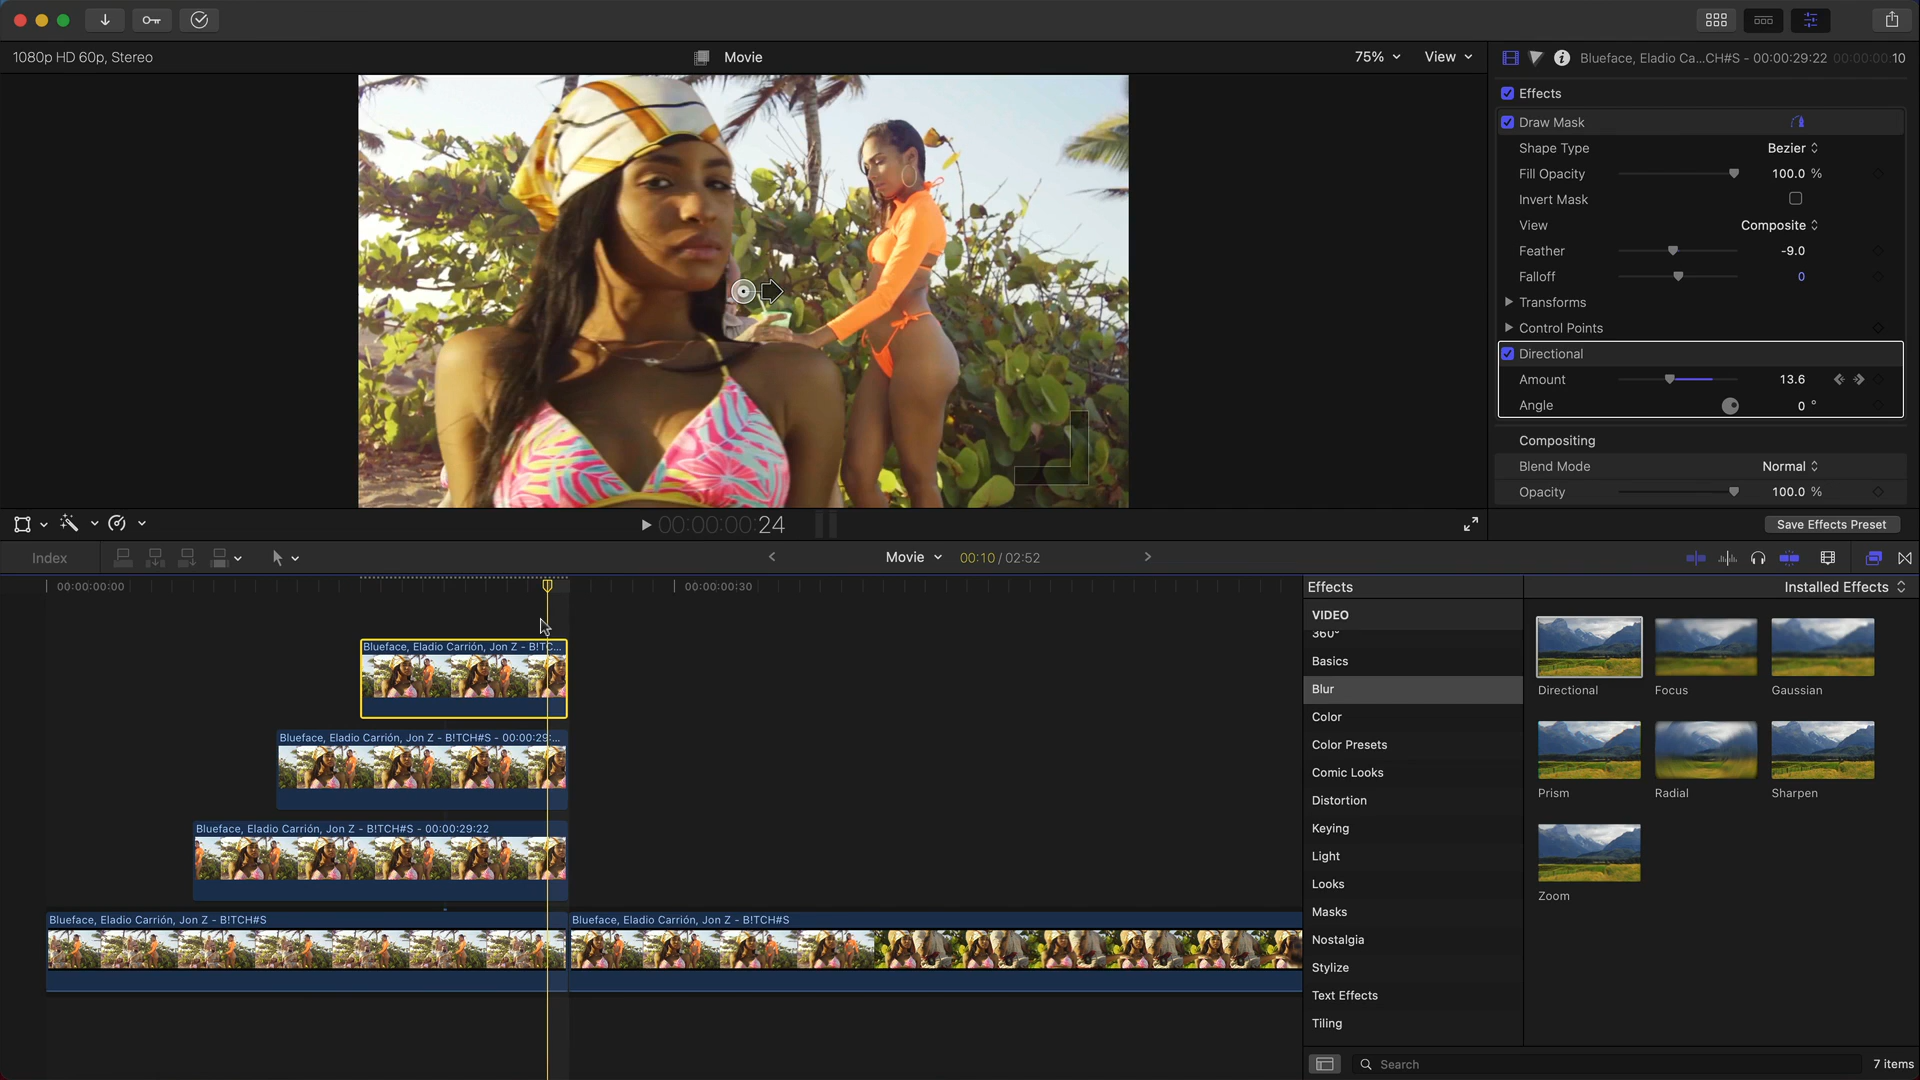 1080p HD 60p, Stereo
Movie
75%
View
Blueface, Eladio Ca...CH#S - 00:00:29:22
00:00:00:10
Effects
Draw Mask
Shape Type
Bezier
Fill Opacity
100.0 %
Invert Mask
View
Composite
Feather
-9.0
Falloff
0
Transforms
Control Points
Directional
Amount
13.6
Angle
0 °
Compositing
Blend Mode
Normal
Opacity
100.0 %
00:00:00:24
Save Effects Preset
Index
Movie
00:10 / 02:52
00:00:00:00
00:00:00:30
Blueface, Eladio Carrión, Jon Z - B!TC...
Blueface, Eladio Carrión, Jon Z - B!TCH#S - 00:00:29:...
Blueface, Eladio Carrión, Jon Z - B!TCH#S - 00:00:29:22
Blueface, Eladio Carrión, Jon Z - B!TCH#S
Blueface, Eladio Carrión, Jon Z - B!TCH#S
Effects
Installed Effects
VIDEO
360°
Basics
Blur
Color
Color Presets
Comic Looks
Distortion
Keying
Light
Looks
Masks
Nostalgia
Stylize
Text Effects
Tiling
Directional
Focus
Gaussian
Prism
Radial
Sharpen
Zoom
Search
7 items